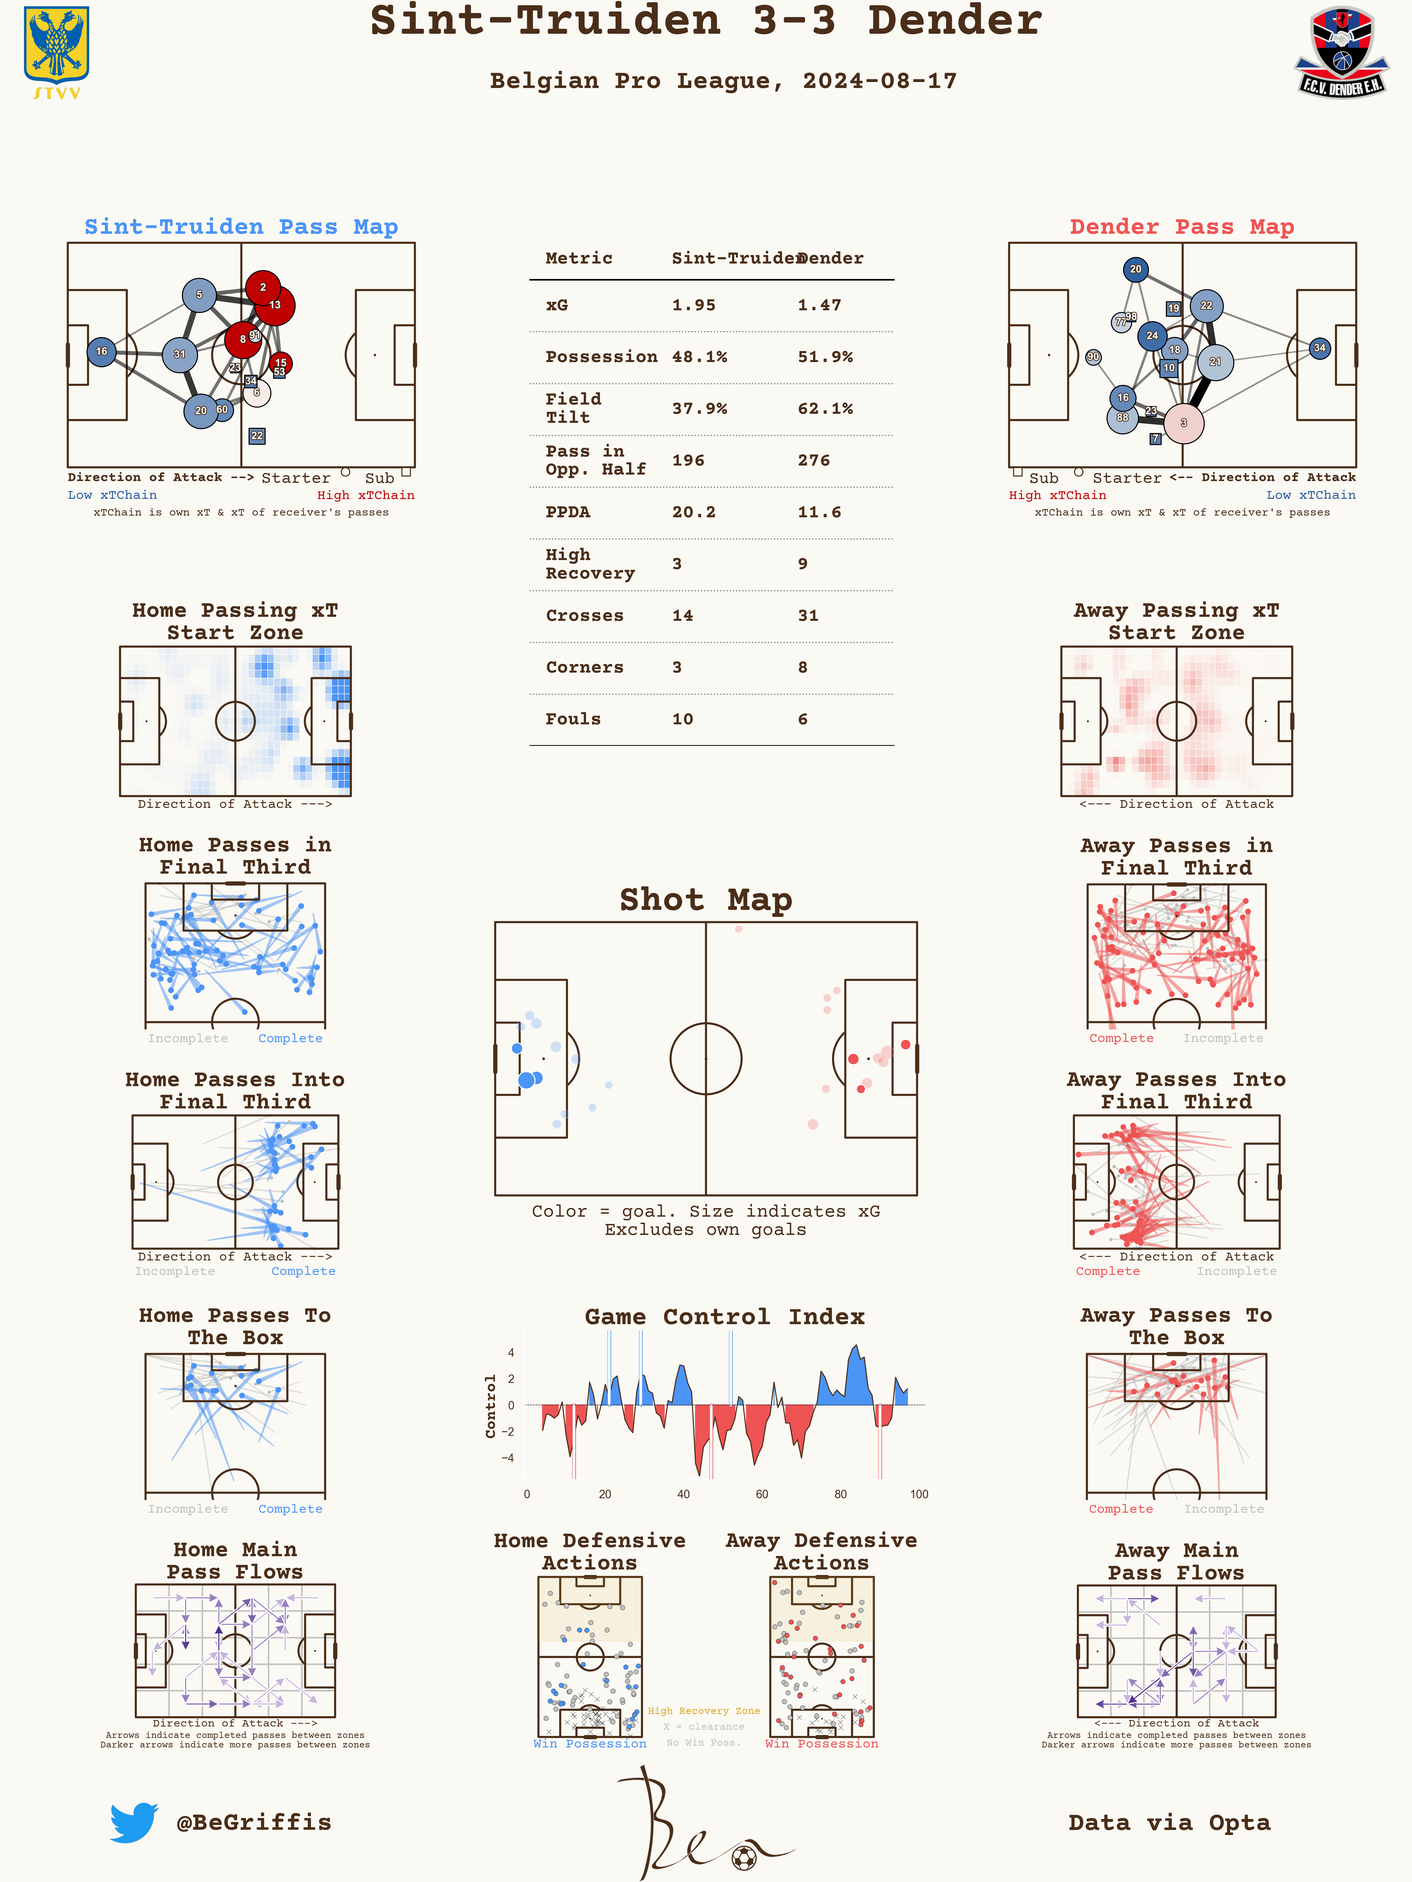 Sint-Truiden 3-3 Dender
Belgian Pro League, 2024-08-17
STVV
F.C.V. DENDER E.H.
Sint-Truiden Pass Map
16
5
31
20
60
2
13
8
91
15
53
23
34
6
22
Direction of Attack --> Starter Sub
Low xTChain High xTChain
xTChain is own xT & xT of receiver's passes
Metric Sint-Truiden Dender
xG 1.95 1.47
Possession 48.1% 51.9%
Field
Tilt 37.9% 62.1%
Pass in
Opp. Half 196 276
PPDA 20.2 11.6
High
Recovery 3 9
Crosses 14 31
Corners 3 8
Fouls 10 6
Dender Pass Map
20
22
19
77
98
24
18
90
10
21
34
16
88
23
3
7
Sub Starter <-- Direction of Attack
High xTChain Low xTChain
xTChain is own xT & xT of receiver's passes
Home Passing xT
Start Zone
Direction of Attack --->
Away Passing xT
Start Zone
<--- Direction of Attack
Home Passes in
Final Third
Incomplete Complete
Away Passes in
Final Third
Complete Incomplete
Shot Map
Color = goal. Size indicates xG
Excludes own goals
Home Passes Into
Final Third
Direction of Attack --->
Incomplete Complete
Away Passes Into
Final Third
<--- Direction of Attack
Complete Incomplete
Home Passes To
The Box
Incomplete Complete
Game Control Index
Control
4
2
0
−2
−4
0 20 40 60 80 100
Away Passes To
The Box
Complete Incomplete
Home Main
Pass Flows
Direction of Attack --->
Arrows indicate completed passes between zones
Darker arrows indicate more passes between zones
Home Defensive
Actions
Win Possession
High Recovery Zone
X = clearance
No Win Poss.
Away Defensive
Actions
Win Possession
Away Main
Pass Flows
<--- Direction of Attack
Arrows indicate completed passes between zones
Darker arrows indicate more passes between zones
@BeGriffis
Ben
Data via Opta